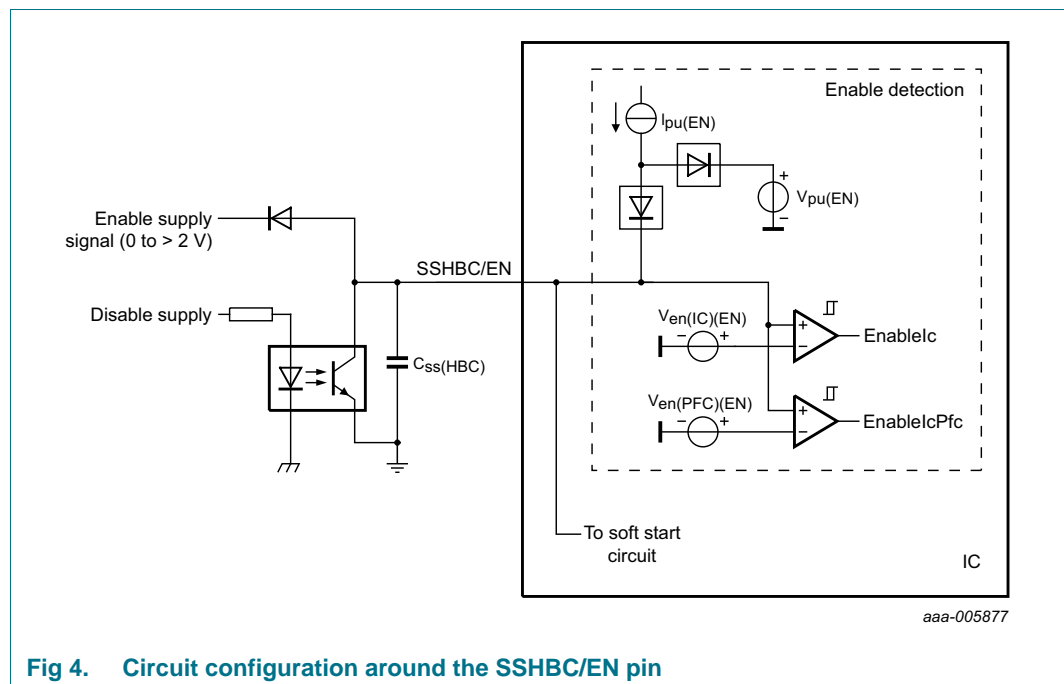 Enable detection
Ipu(EN)
Vpu(EN)
+
−
Enable supply
signal (0 to > 2 V)
SSHBC/EN
Disable supply
Css(HBC)
Ven(IC)(EN)
− +
+
−
EnableIc
Ven(PFC)(EN)
− +
+
−
EnableIcPfc
To soft start
circuit
IC
aaa-005877
Fig 4. Circuit configuration around the SSHBC/EN pin